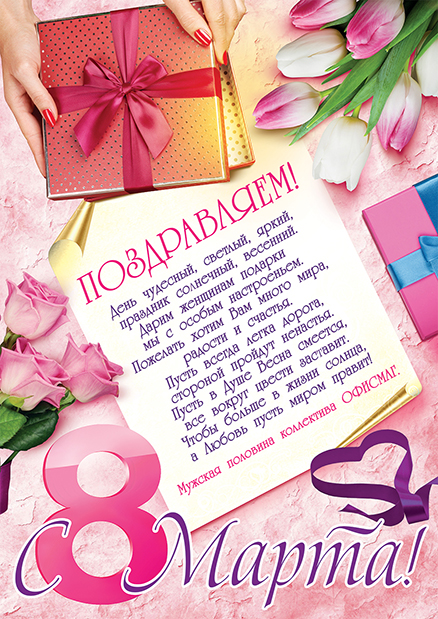 ПОЗДРАВЛЯЕМ!
День чудесный, светлый, яркий,
праздник солнечный, весенний.
Дарим женщинам подарки
мы с особым настроеньем.
Пожелать хотим Вам много мира,
радости и счастья.
Пусть всегда легка дорога,
стороной пройдут ненастья.
Пусть в Душе Весна смеется,
все вокруг цвести заставит.
Чтобы больше в жизни солнца,
а Любовь пусть миром правит!
Мужская половина коллектива ОФИСМАГ.
С 8 Марта!